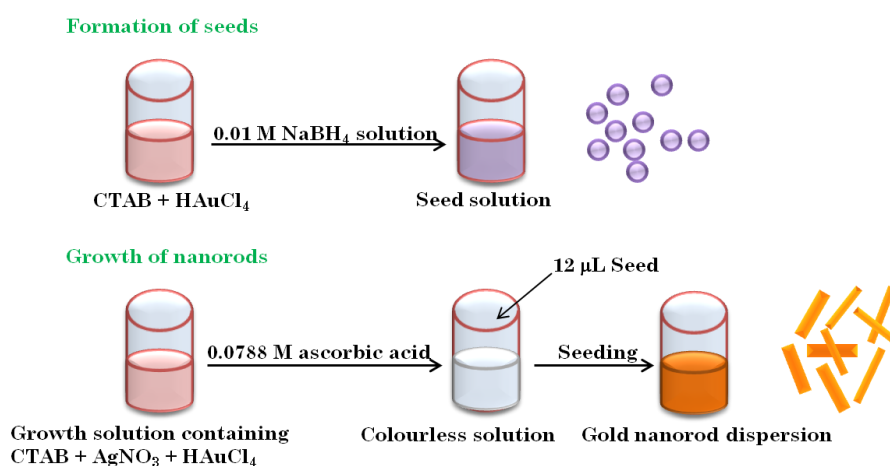 Formation of seeds
0.01 M NaBH₄ solution
CTAB + HAuCl₄
Seed solution
Growth of nanorods
12 µL Seed
0.0788 M ascorbic acid
Seeding
Growth solution containing
CTAB + AgNO₃ + HAuCl₄
Colourless solution
Gold nanorod dispersion